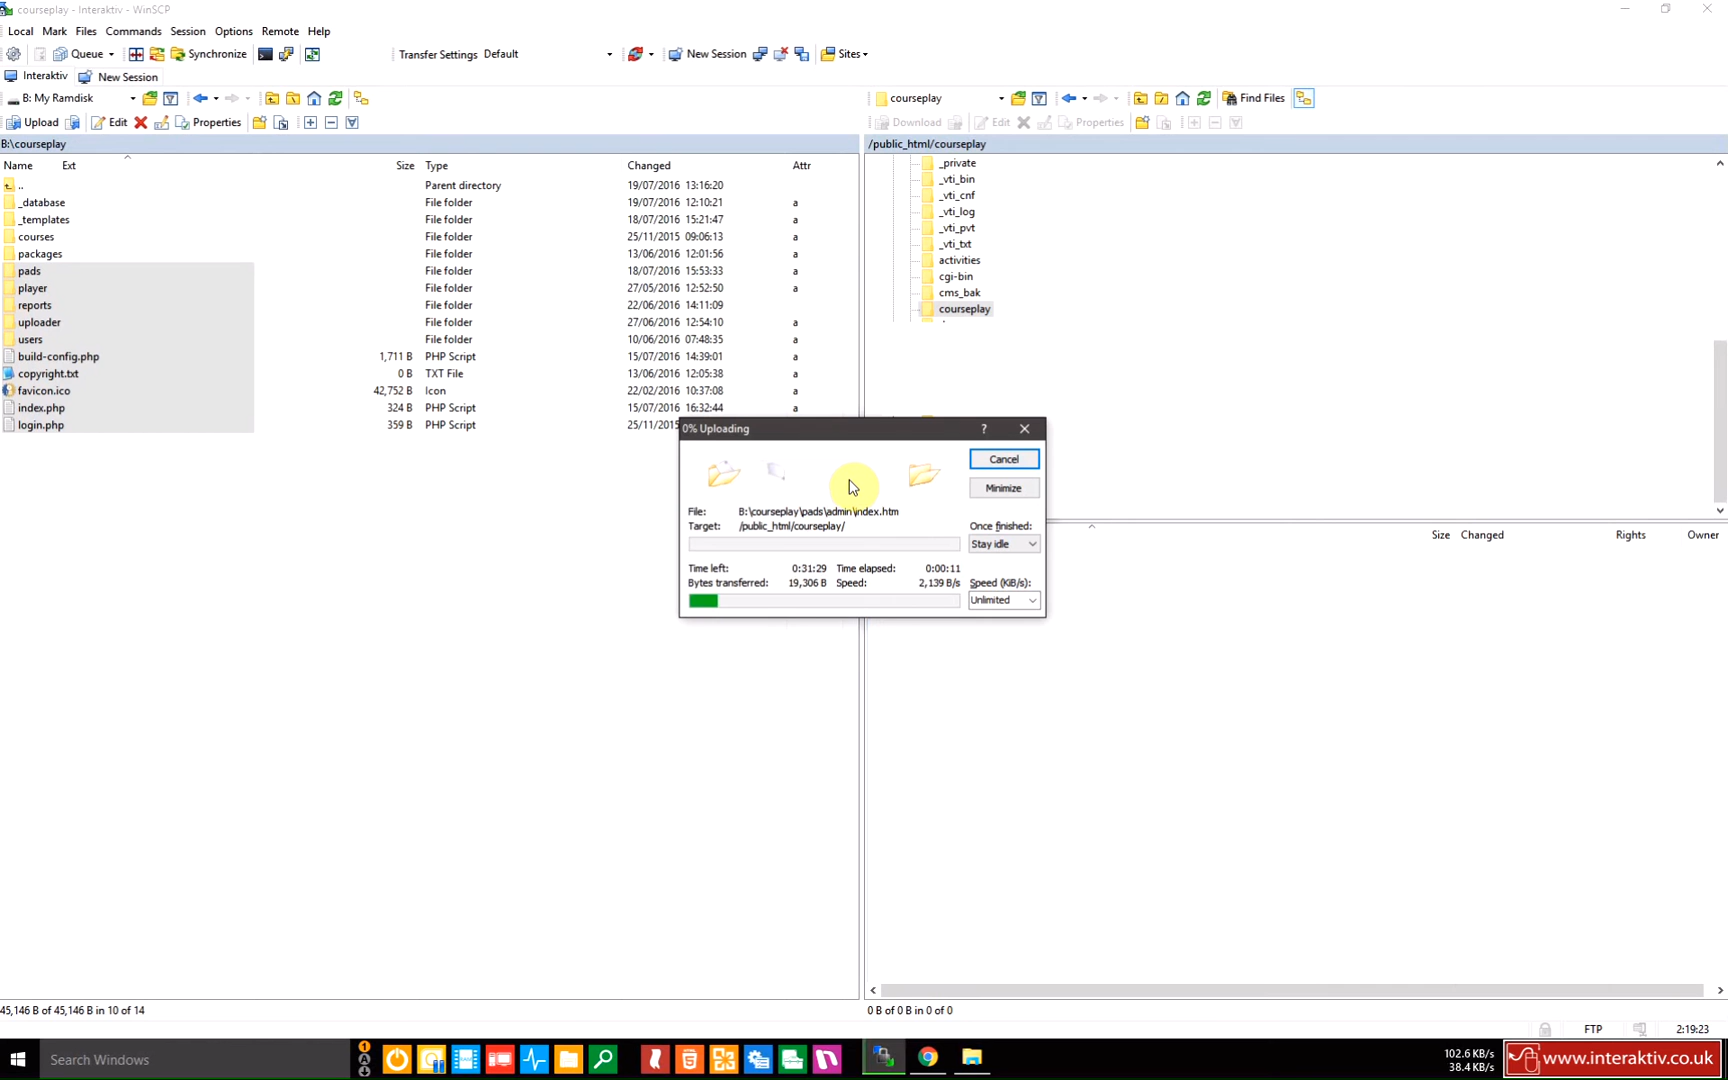 courseplay - Interaktiv - WinSCP
Local Mark Files Commands Session Options Remote Help
Queue Synchronize Transfer Settings Default New Session Sites
Interaktiv New Session
B: My Ramdisk
Upload Edit Properties
B:\courseplay
Name Ext Size Type Changed Attr
.. Parent directory 19/07/2016 13:16:20
_database File folder 19/07/2016 12:10:21 a
_templates File folder 18/07/2016 15:21:47 a
courses File folder 25/11/2015 09:06:13 a
packages File folder 13/06/2016 12:01:56 a
pads File folder 18/07/2016 15:53:33 a
player File folder 27/05/2016 12:52:50 a
reports File folder 22/06/2016 14:11:09
uploader File folder 27/06/2016 12:54:10 a
users File folder 10/06/2016 07:48:35 a
build-config.php 1,711 B PHP Script 15/07/2016 14:39:01 a
copyright.txt 0 B TXT File 13/06/2016 12:05:38 a
favicon.ico 42,752 B Icon 22/02/2016 10:37:08 a
index.php 324 B PHP Script 15/07/2016 16:32:44 a
login.php 359 B PHP Script 25/11/2015
courseplay Find Files
Download Edit Properties
/public_html/courseplay
_private
_vti_bin
_vti_cnf
_vti_log
_vti_pvt
_vti_txt
activities
cgi-bin
cms_bak
courseplay
Size Changed Rights Owner
0% Uploading ?
Cancel
Minimize
File: B:\courseplay\pads\admin\index.htm
Target: /public_html/courseplay/
Once finished:
Stay idle
Time left: 0:31:29 Time elapsed: 0:00:11
Bytes transferred: 19,306 B Speed: 2,139 B/s
Speed (KiB/s):
Unlimited
45,146 B of 45,146 B in 10 of 14
0 B of 0 B in 0 of 0
FTP 2:19:23
Search Windows
1
A
102.6 KB/s
38.4 KB/s
www.interaktiv.co.uk